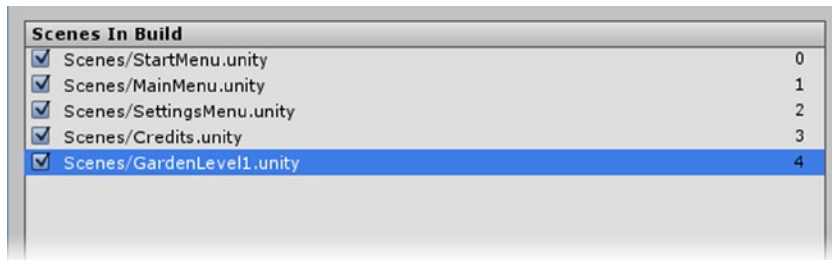 Scenes In Build
Scenes/StartMenu.unity 0
Scenes/MainMenu.unity 1
Scenes/SettingsMenu.unity 2
Scenes/Credits.unity 3
Scenes/GardenLevel1.unity 4